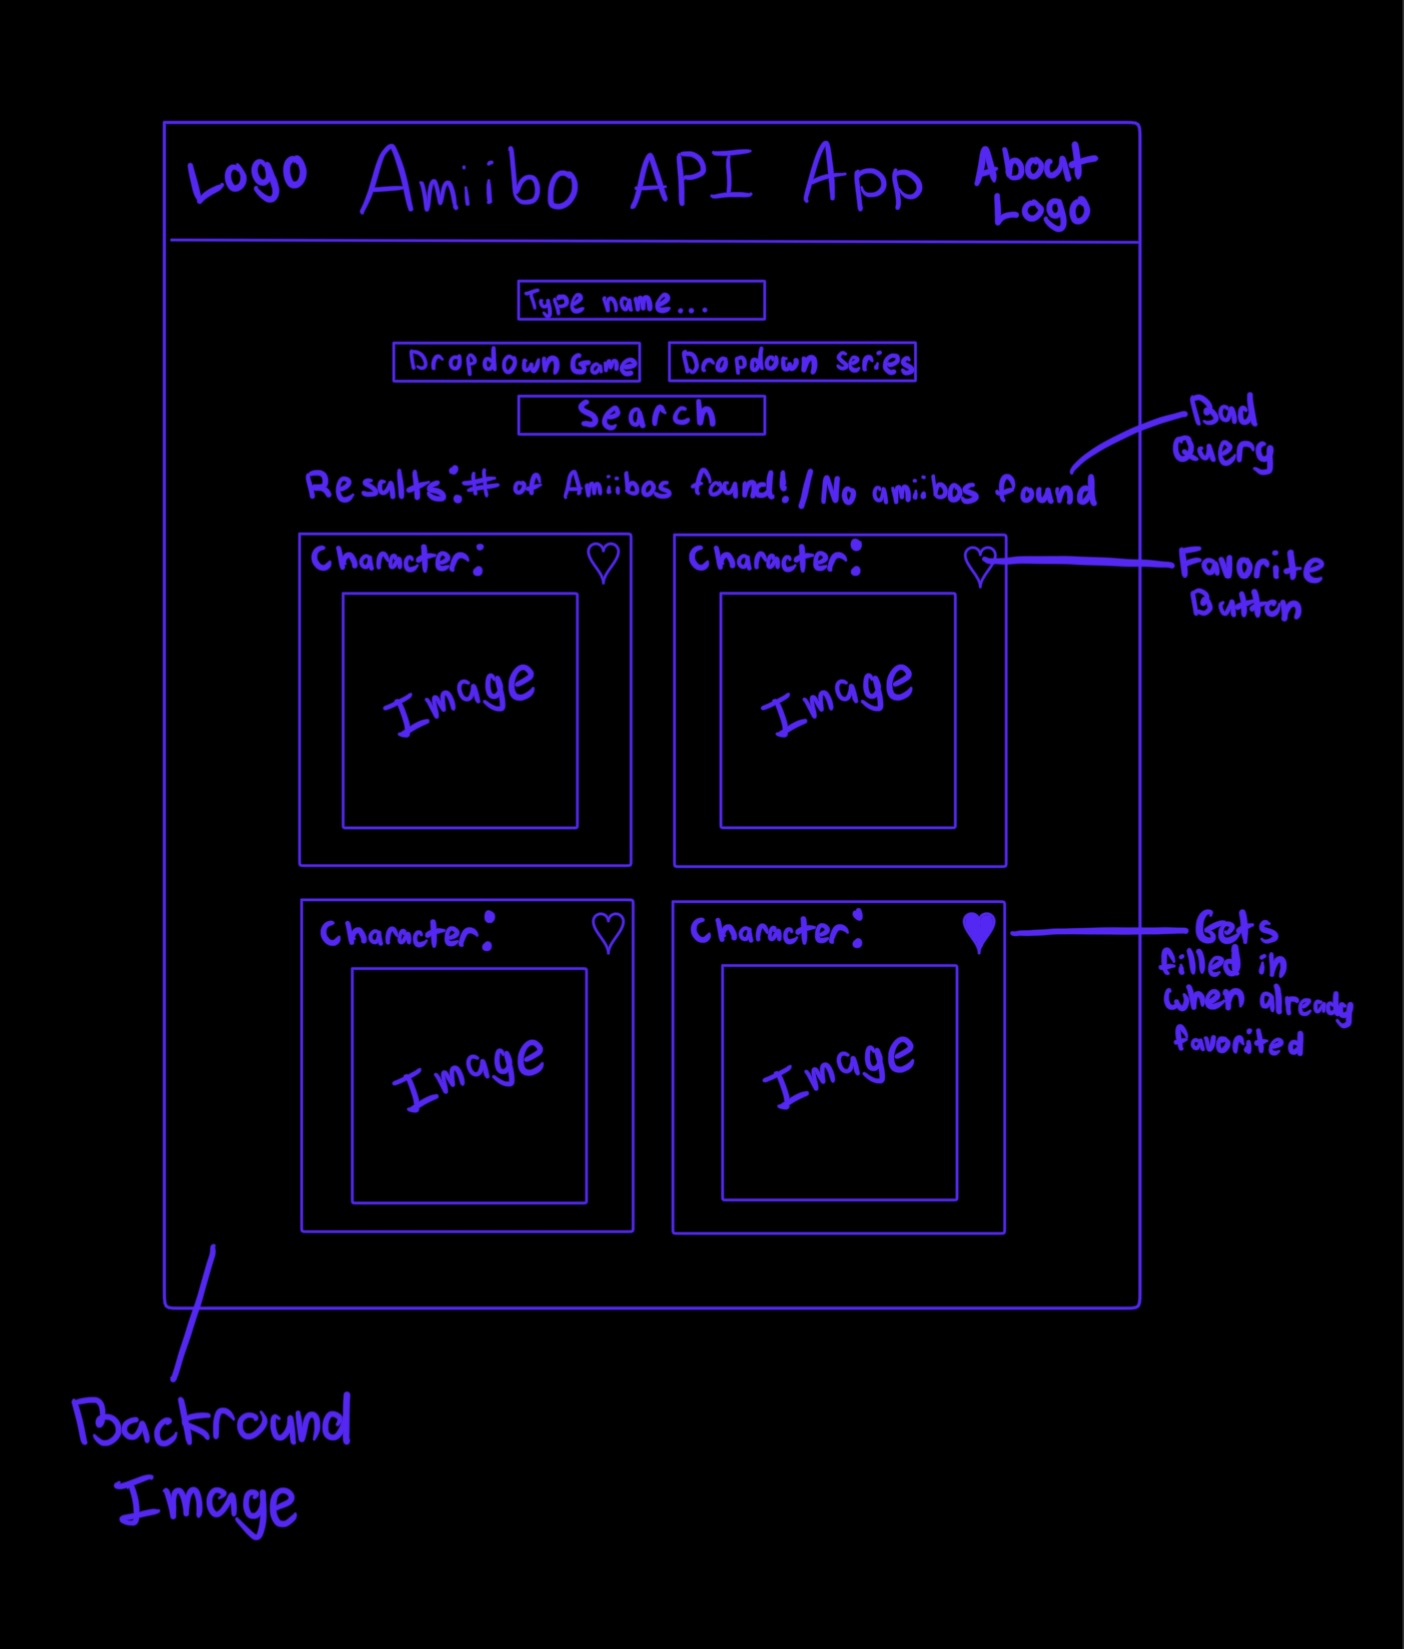 Logo Amiibo API App About
Logo
Type name...
Dropdown Game Dropdown Series
Search
Bad
Query
Results: # of Amiibos found! / No amiibos found
Character: Character:
Favorite
Button
Image Image
Character: Character:
Gets
filled in
when already
favorited
Image Image
Backround
Image